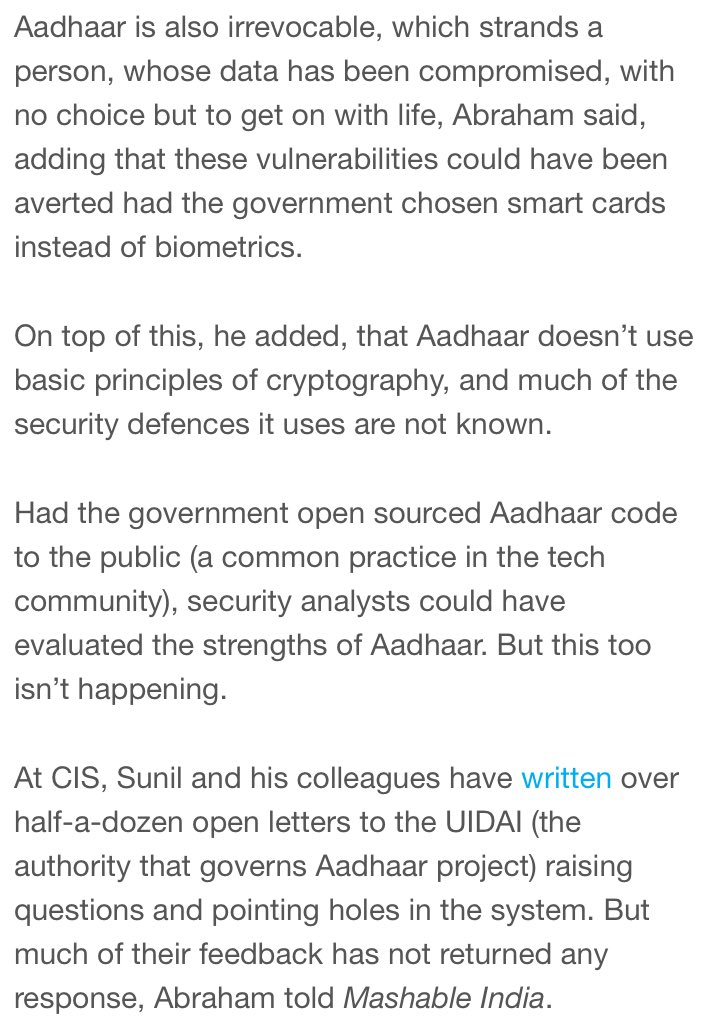 Aadhaar is also irrevocable, which strands a
person, whose data has been compromised, with
no choice but to get on with life, Abraham said,
adding that these vulnerabilities could have been
averted had the government chosen smart cards
instead of biometrics.
On top of this, he added, that Aadhaar doesn’t use
basic principles of cryptography, and much of the
security defences it uses are not known.
Had the government open sourced Aadhaar code
to the public (a common practice in the tech
community), security analysts could have
evaluated the strengths of Aadhaar. But this too
isn’t happening.
At CIS, Sunil and his colleagues have written over
half-a-dozen open letters to the UIDAI (the
authority that governs Aadhaar project) raising
questions and pointing holes in the system. But
much of their feedback has not returned any
response, Abraham told Mashable India.